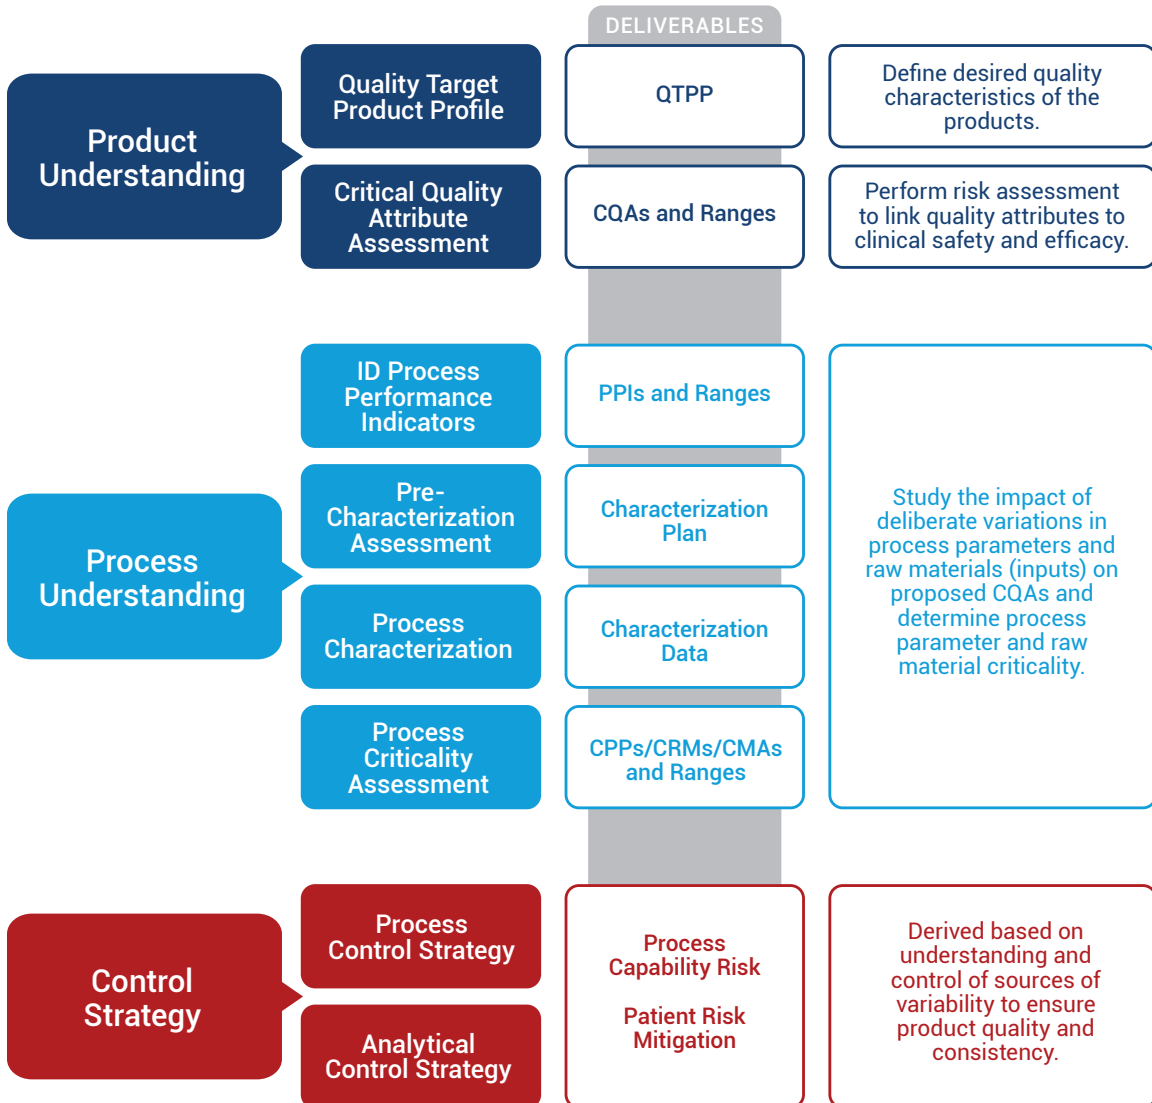 DELIVERABLES
Product
Understanding
Quality Target
Product Profile
QTPP
Define desired quality
characteristics of the
products.
Critical Quality
Attribute
Assessment
CQAs and Ranges
Perform risk assessment
to link quality attributes to
clinical safety and efficacy.
Process
Understanding
ID Process
Performance
Indicators
PPIs and Ranges
Pre-
Characterization
Assessment
Characterization
Plan
Process
Characterization
Characterization
Data
Process
Criticality
Assessment
CPPs/CRMs/CMAs
and Ranges
Study the impact of
deliberate variations in
process parameters and
raw materials (inputs) on
proposed CQAs and
determine process
parameter and raw
material criticality.
Control
Strategy
Process
Control Strategy
Analytical
Control Strategy
Process
Capability Risk
Patient Risk
Mitigation
Derived based on
understanding and
control of sources of
variability to ensure
product quality and
consistency.